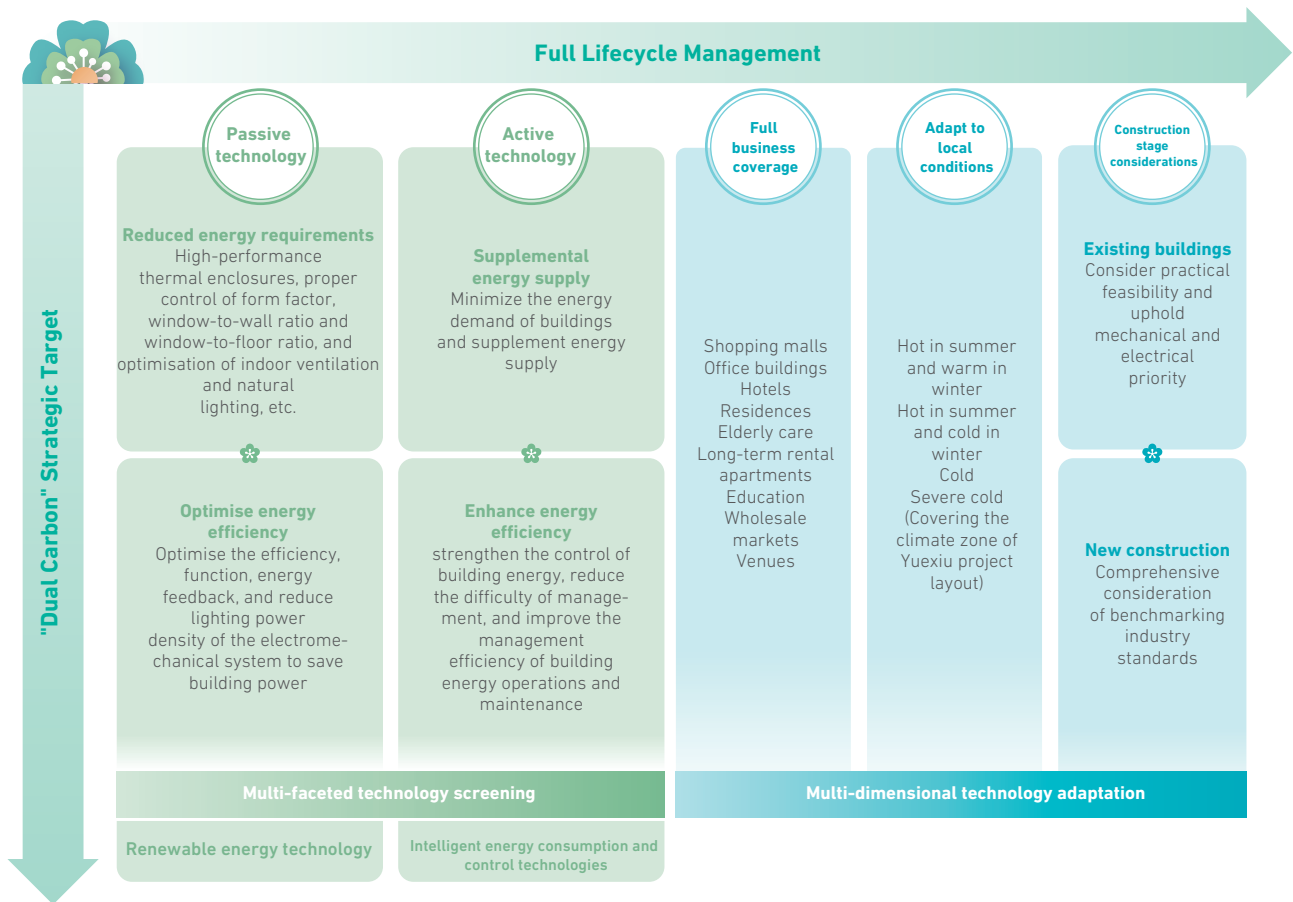 Full Lifecycle Management
"Dual Carbon" Strategic Target
Passive
technology
Reduced energy requirements
High-performance
thermal enclosures, proper
control of form factor,
window-to-wall ratio and
window-to-floor ratio, and
optimisation of indoor ventilation
and natural
lighting, etc.
Optimise energy
efficiency
Optimise the efficiency,
function, energy
feedback, and reduce
lighting power
density of the electrome-
chanical system to save
building power
Active
technology
Supplemental
energy supply
Minimize the energy
demand of buildings
and supplement energy
supply
Enhance energy
efficiency
strengthen the control of
building energy, reduce
the difficulty of manage-
ment, and improve the
management
efficiency of building
energy operations and
maintenance
Full
business
coverage
Shopping malls
Office buildings
Hotels
Residences
Elderly care
Long-term rental
apartments
Education
Wholesale
markets
Venues
Adapt to
local
conditions
Hot in summer
and warm in
winter
Hot in summer
and cold in
winter
Cold
Severe cold
(Covering the
climate zone of
Yuexiu project
layout)
Construction
stage
considerations
Existing buildings
Consider practical
feasibility and
uphold
mechanical and
electrical
priority
New construction
Comprehensive
consideration
of benchmarking
industry
standards
Multi-faceted technology screening
Multi-dimensional technology adaptation
Renewable energy technology
Intelligent energy consumption and
control technologies